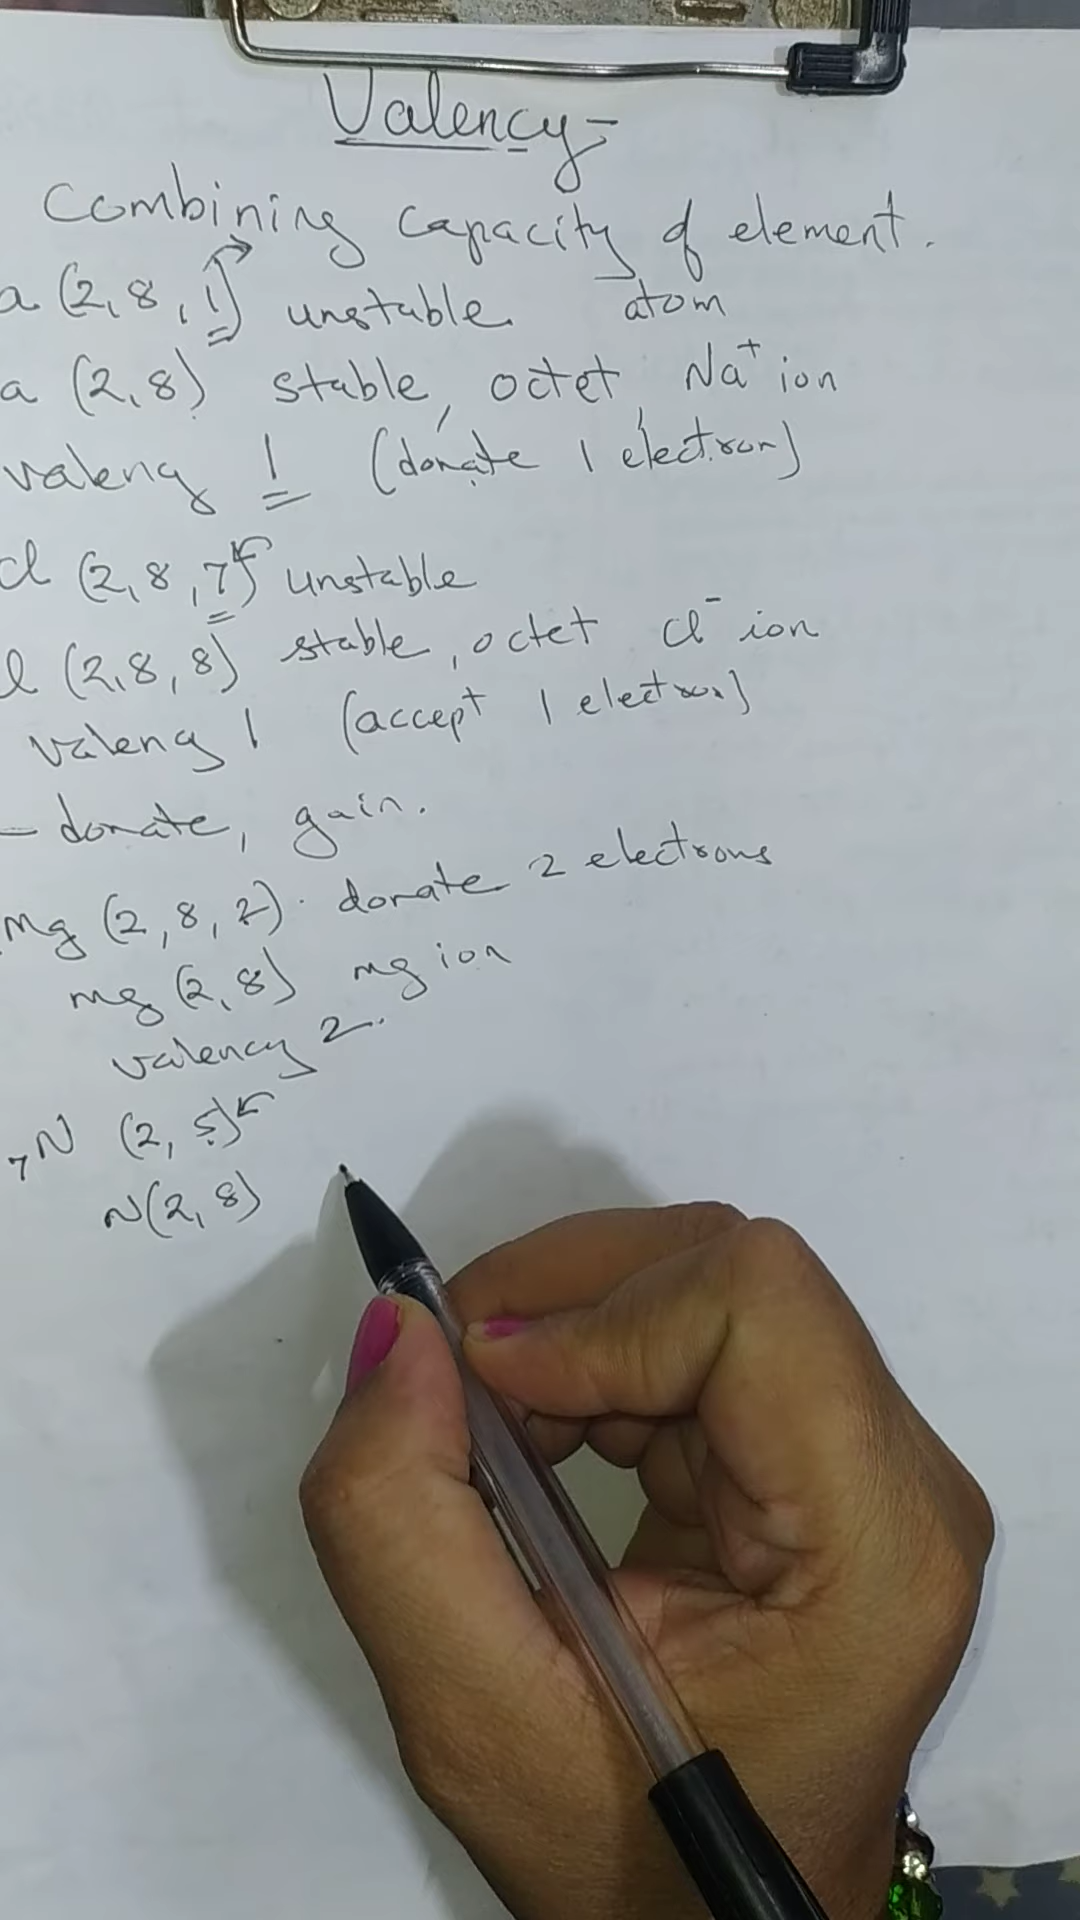 Valency -
Combining capacity of element.
a (2, 8, 1) unstable atom
a (2, 8) stable, octet, Na⁺ ion
valency 1 (donate 1 electron)
Cl (2, 8, 7) unstable
l (2, 8, 8) stable, octet Cl⁻ ion
valency 1 (accept 1 electron)
- donate, gain.
Mg (2, 8, 2). donate 2 electrons
mg (2, 8) mg ion
valency 2.
₇N (2, 5)
N(2, 8)